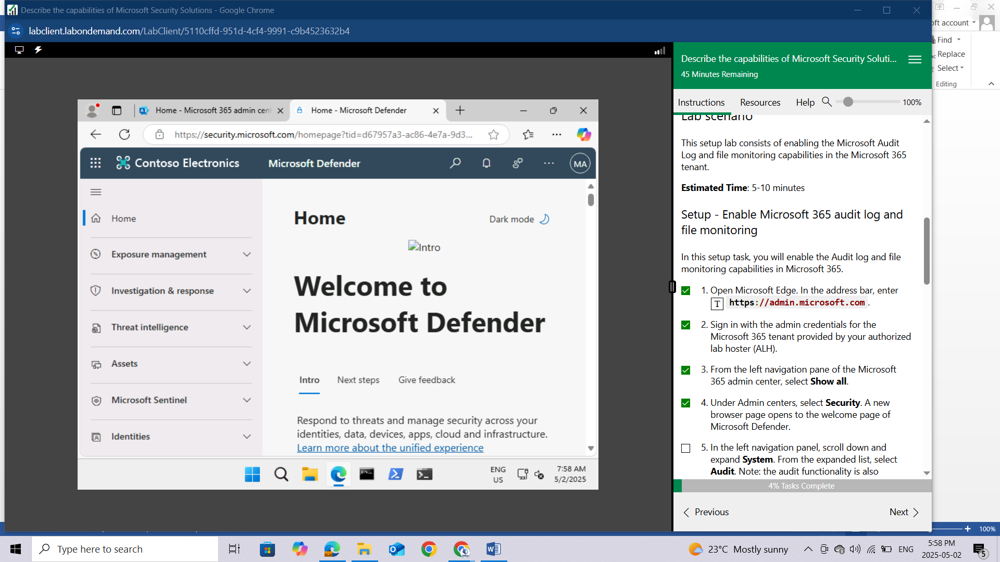 Describe the capabilities of Microsoft Security Solutions - Google Chrome
labclient.labondemand.com/LabClient/5110cffd-951d-4cf4-9991-c9b4523632b4
oft account
Find
Replace
Select
Editing
Describe the capabilities of Microsoft Security Soluti...
45 Minutes Remaining
Instructions
Resources
Help
100%
Home - Microsoft 365 admin cent
Home - Microsoft Defender
https://security.microsoft.com/homepage?tid=d67957a3-ac86-4e7a-9d3...
Contoso Electronics
Microsoft Defender
MA
Home
Exposure management
Investigation & response
Threat intelligence
Assets
Microsoft Sentinel
Identities
Home
Dark mode
Intro
Welcome to
Microsoft Defender
Intro
Next steps
Give feedback
Respond to threats and manage security across your
identities, data, devices, apps, cloud and infrastructure.
Learn more about the unified experience
ENG
US
7:58 AM
5/2/2025
Lab scenario
This setup lab consists of enabling the Microsoft Audit
Log and file monitoring capabilities in the Microsoft 365
tenant.
Estimated Time: 5-10 minutes
Setup - Enable Microsoft 365 audit log and
file monitoring
In this setup task, you will enable the Audit log and file
monitoring capabilities in Microsoft 365.
1. Open Microsoft Edge. In the address bar, enter
T https://admin.microsoft.com .
2. Sign in with the admin credentials for the
Microsoft 365 tenant provided by your authorized
lab hoster (ALH).
3. From the left navigation pane of the Microsoft
365 admin center, select Show all.
4. Under Admin centers, select Security. A new
browser page opens to the welcome page of
Microsoft Defender.
5. In the left navigation panel, scroll down and
expand System. From the expanded list, select
Audit. Note: the audit functionality is also
4% Tasks Complete
Previous
Next
100%
Type here to search
23°C Mostly sunny
ENG
5:58 PM
2025-05-02
5